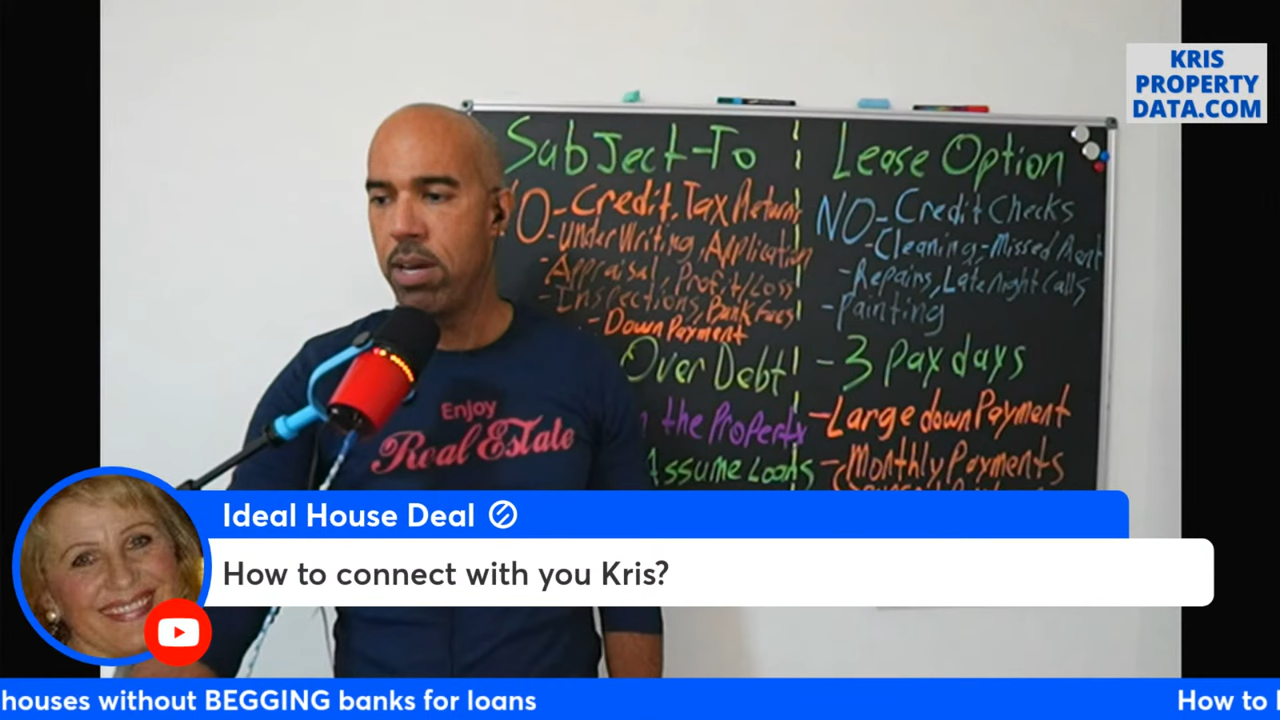 KRIS
PROPERTY
DATA.COM
Subject-To
NO-Credit, Tax Returns
-Underwriting, Application
-Appraisal, Profit/Loss
-Inspections, Bank Fees
-Down Payment
Over Debt
the Property
Assume Loans
Lease Option
NO-Credit Checks
-Cleaning-Missed Rent
-Repairs, Late Night Calls
-Painting
-3 pay days
-Large down Payment
-Monthly Payments
Enjoy
Real Estate
Ideal House Deal
How to connect with you Kris?
houses without BEGGING banks for loans
How to